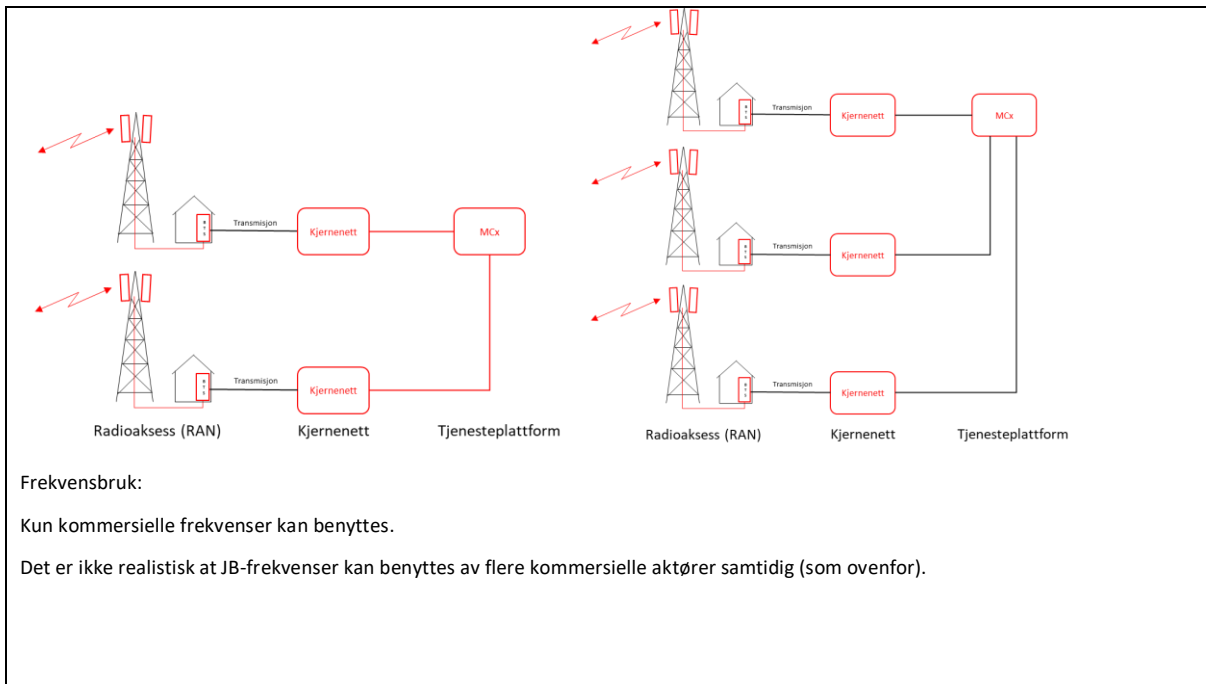 MCx
Transmisjon
Kjernenett
Transmisjon
Kjernenett
MCx
Transmisjon
Kjernenett
Transmisjon
Kjernenett
Transmisjon
Kjernenett
Radioaksess (RAN) Kjernenett Tjenesteplattform
Radioaksess (RAN) Kjernenett Tjenesteplattform
Frekvensbruk:
Kun kommersielle frekvenser kan benyttes.
Det er ikke realistisk at JB-frekvenser kan benyttes av flere kommersielle aktører samtidig (som ovenfor).